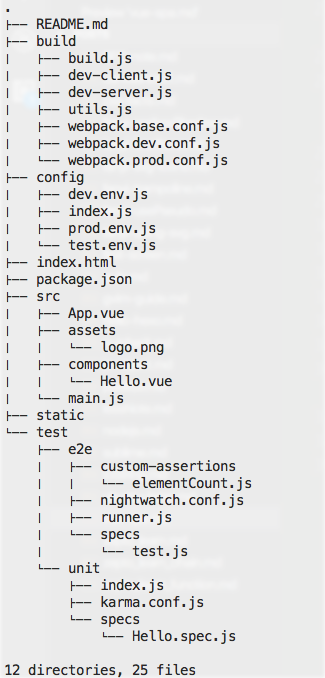 .
├── README.md
├── build
|   ├── build.js
|   ├── dev-client.js
|   ├── dev-server.js
|   ├── utils.js
|   ├── webpack.base.conf.js
|   ├── webpack.dev.conf.js
|   └── webpack.prod.conf.js
├── config
|   ├── dev.env.js
|   ├── index.js
|   ├── prod.env.js
|   └── test.env.js
├── index.html
├── package.json
├── src
|   ├── App.vue
|   ├── assets
|   |   └── logo.png
|   ├── components
|   |   └── Hello.vue
|   └── main.js
├── static
└── test
    ├── e2e
    |   ├── custom-assertions
    |   |   └── elementCount.js
    |   ├── nightwatch.conf.js
    |   ├── runner.js
    |   └── specs
    |       └── test.js
    └── unit
        ├── index.js
        ├── karma.conf.js
        └── specs
            └── Hello.spec.js

12 directories, 25 files